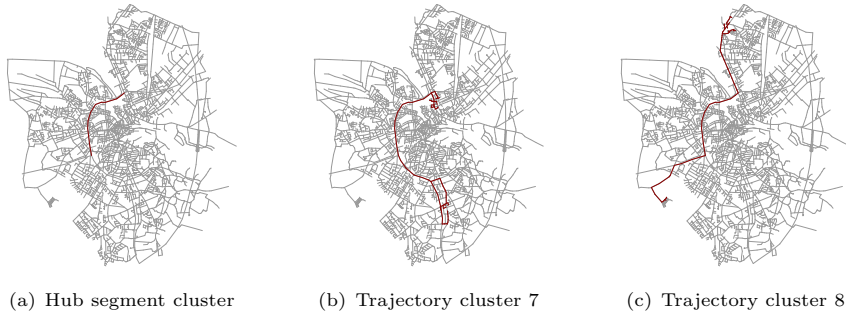 (a) Hub segment cluster
(b) Trajectory cluster 7
(c) Trajectory cluster 8